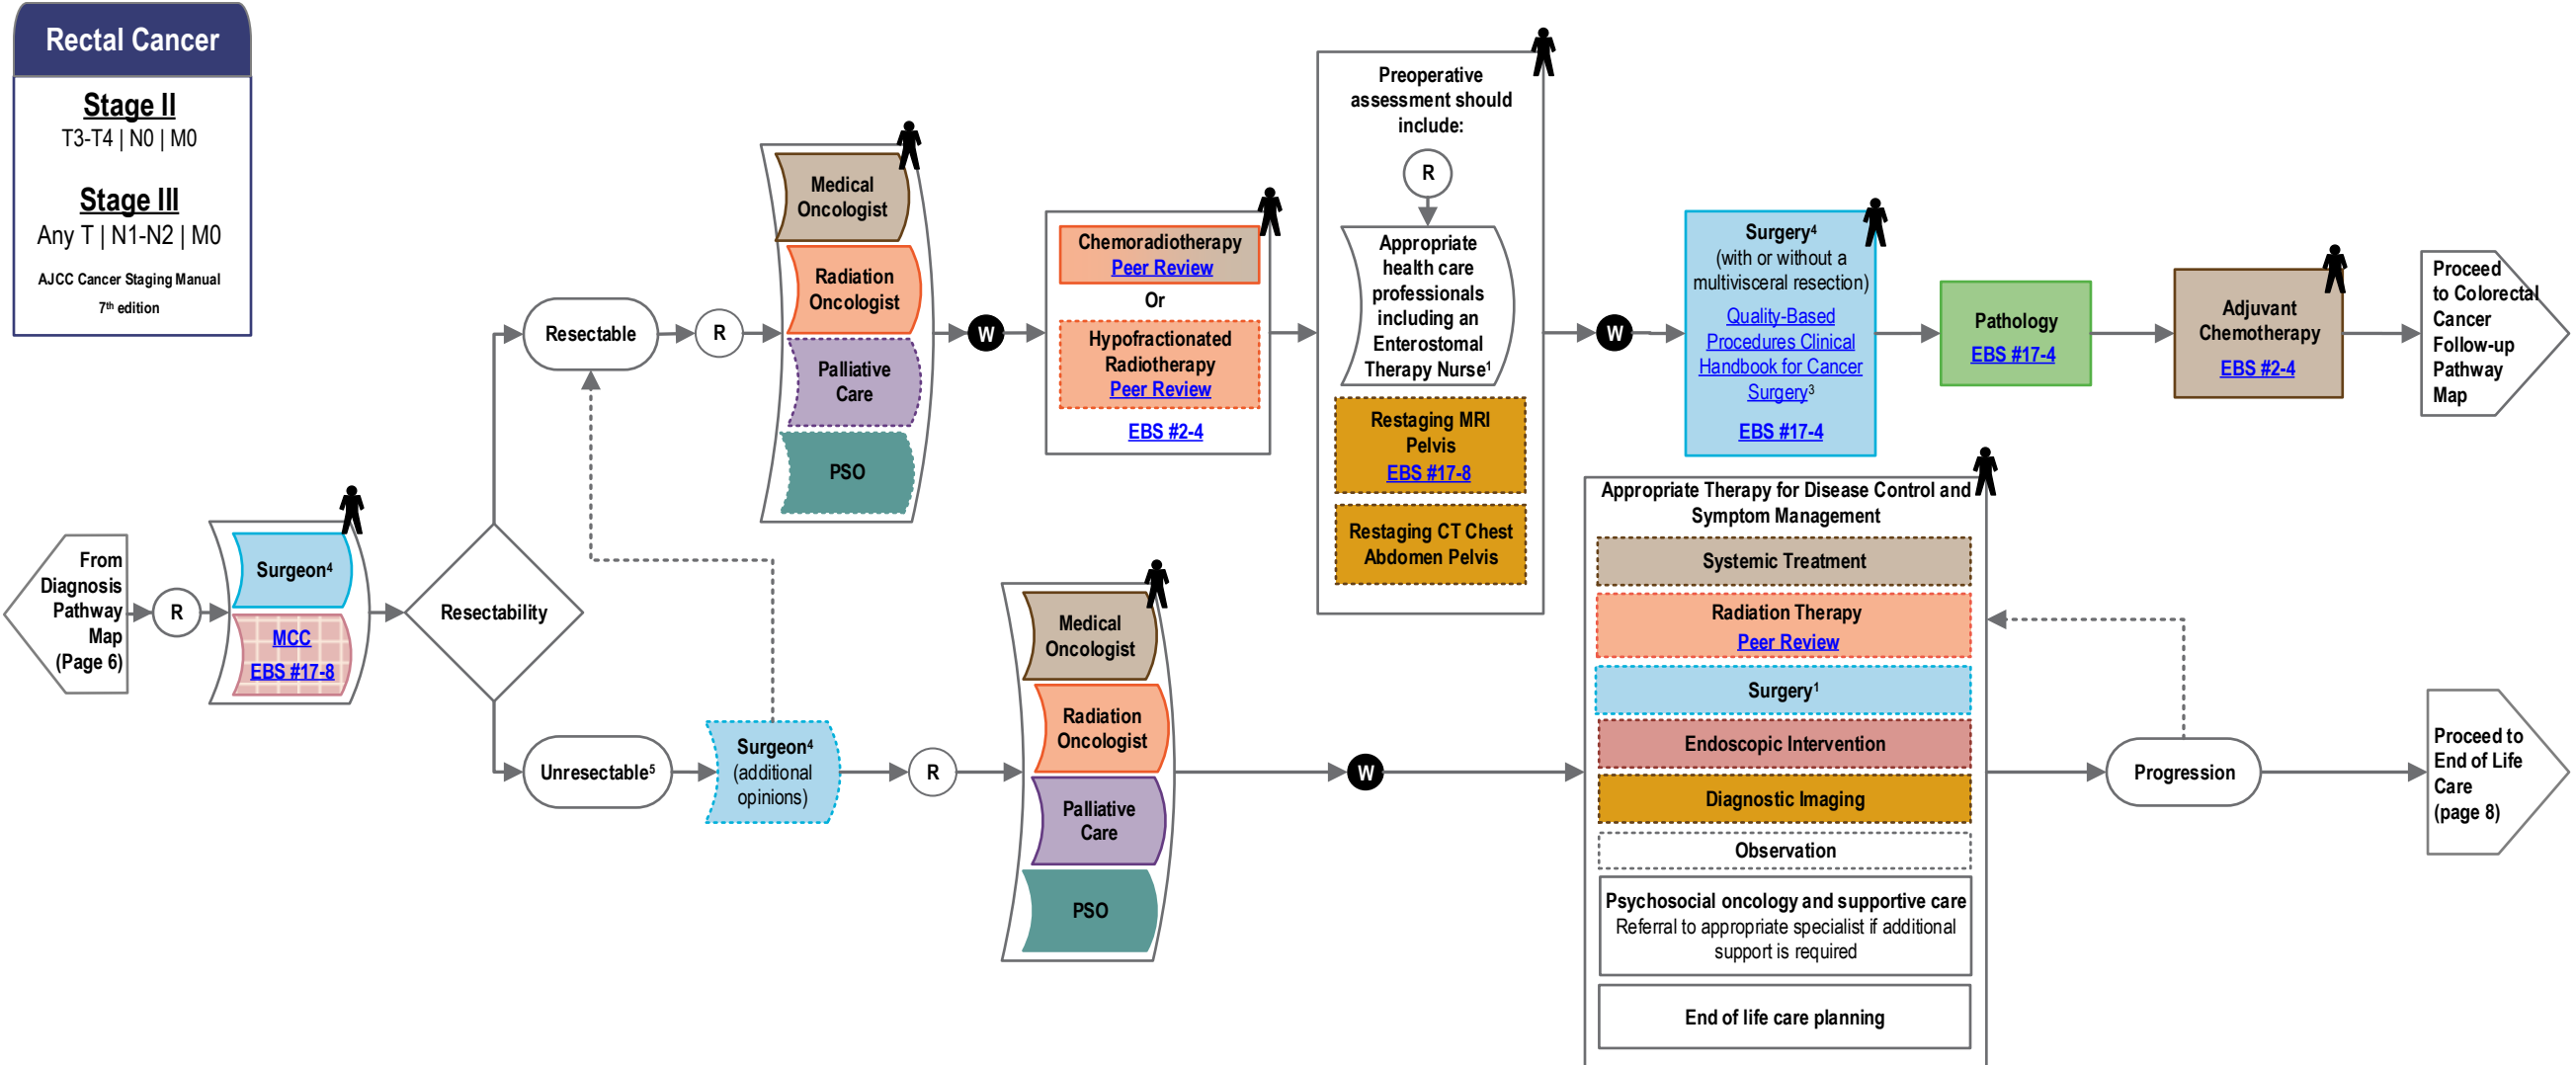 Rectal Cancer
Stage II
T3-T4 | N0 | M0
Stage III
Any T | N1-N2 | M0
AJCC Cancer Staging Manual
7th edition
From
Diagnosis
Pathway
Map
(Page 6)
R
Surgeon4
MCC
EBS #17-8
Resectability
Resectable
R
Medical
Oncologist
Radiation
Oncologist
Palliative
Care
PSO
W
Chemoradiotherapy
Peer Review
Or
Hypofractionated
Radiotherapy
Peer Review
EBS #2-4
Preoperative
assessment should
include:
R
Appropriate
health care
professionals
including an
Enterostomal
Therapy Nurse1
Restaging MRI
Pelvis
EBS #17-8
Restaging CT Chest
Abdomen Pelvis
W
Surgery4
(with or without a
multivisceral resection)
Quality-Based
Procedures Clinical
Handbook for Cancer
Surgery3
EBS #17-4
Pathology
EBS #17-4
Adjuvant
Chemotherapy
EBS #2-4
Proceed
to Colorectal
Cancer
Follow-up
Pathway
Map
Unresectable5
Surgeon4
(additional
opinions)
R
Medical
Oncologist
Radiation
Oncologist
Palliative
Care
PSO
W
Appropriate Therapy for Disease Control and
Symptom Management
Systemic Treatment
Radiation Therapy
Peer Review
Surgery1
Endoscopic Intervention
Diagnostic Imaging
Observation
Psychosocial oncology and supportive care
Referral to appropriate specialist if additional
support is required
End of life care planning
Progression
Proceed to
End of Life
Care
(page 8)